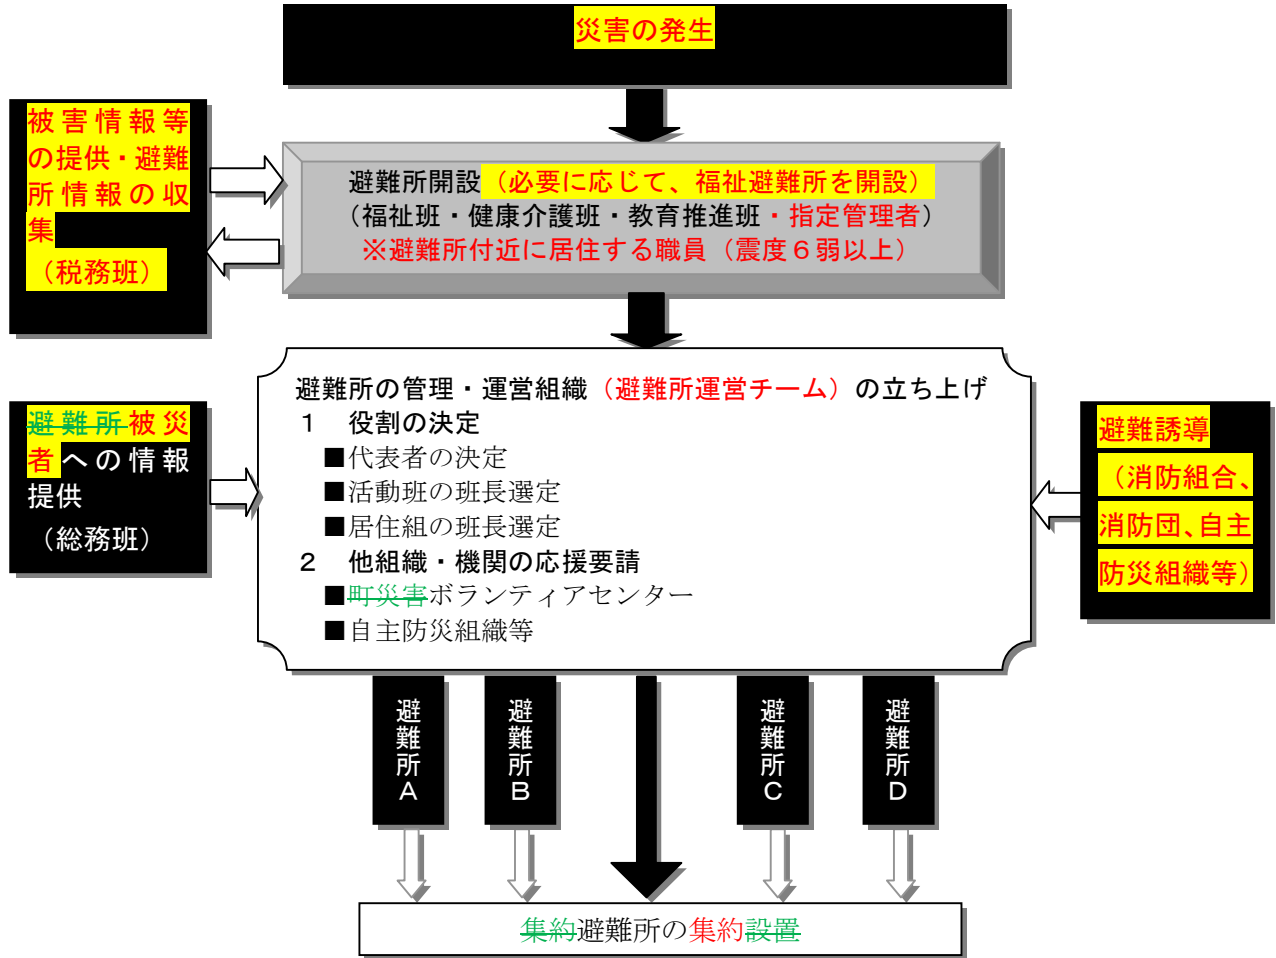 災害の発生
被害情報等
の提供・避難
所情報の収
集
（税務班）
避難所開設（必要に応じて、福祉避難所を開設）
（福祉班・健康介護班・教育推進班・指定管理者）
※避難所付近に居住する職員（震度６弱以上）
避難所の管理・運営組織（避難所運営チーム）の立ち上げ
１　役割の決定
■代表者の決定
■活動班の班長選定
■居住組の班長選定
２　他組織・機関の応援要請
■町災害ボランティアセンター
■自主防災組織等
避難所被災
者への情報
提供
（総務班）
避難誘導
（消防組合、
消防団、自主
防災組織等）
避難所Ａ
避難所Ｂ
避難所Ｃ
避難所Ｄ
集約避難所の集約設置